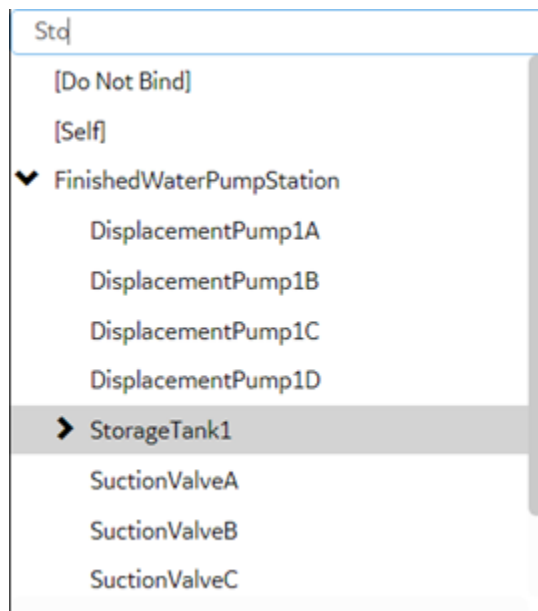 Sto
[Do Not Bind]
[Self]
FinishedWaterPumpStation
DisplacementPump1A
DisplacementPump1B
DisplacementPump1C
DisplacementPump1D
StorageTank1
SuctionValveA
SuctionValveB
SuctionValveC